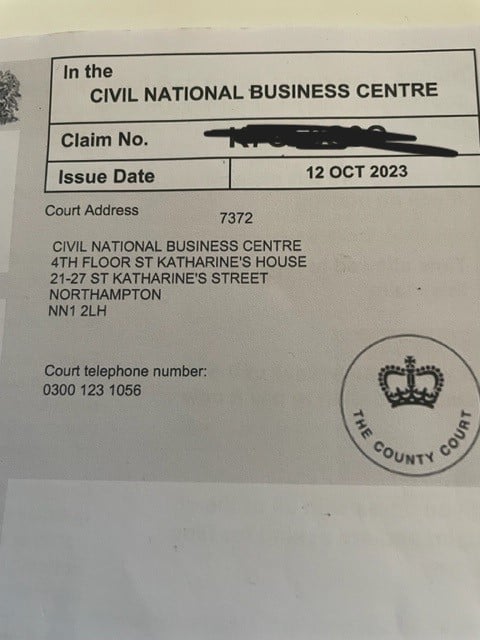 In the
CIVIL NATIONAL BUSINESS CENTRE
Claim No.
Issue Date
12 OCT 2023
Court Address
7372
CIVIL NATIONAL BUSINESS CENTRE
4TH FLOOR ST KATHARINE'S HOUSE
21-27 ST KATHARINE'S STREET
NORTHAMPTON
NN1 2LH
Court telephone number:
0300 123 1056
THE COUNTY COURT